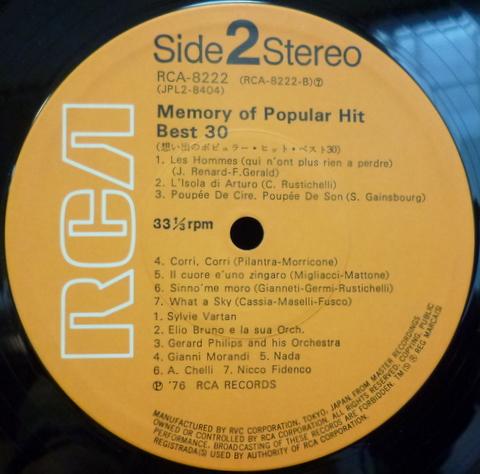 Side 2 Stereo
RCA-8222 (RCA-8222-B)⑦
(JPL2-8404)
Memory of Popular Hit
Best 30
(想い出のポピュラー・ヒット・ベスト30)
1. Les Hommes (qui n'ont plus rien a perdre)
(J. Renard-F.Gerald)
2. L'Isola di Arturo (C. Rustichelli)
3. Poupée De Cire, Poupée De Son (S. Gainsbourg)
RCA
33⅓rpm
4. Corri, Corri (Pilantra-Morricone)
5. Il cuore e'uno zingaro (Migliacci-Mattone)
6. Sinno'me moro (Gianneti-Germi-Rustichelli)
7. What a Sky (Cassia-Maselli-Fusco)
1. Sylvie Vartan
2. Elio Bruno e la sua Orch.
3. Gerard Philips and his Orchestra
4. Gianni Morandi 5. Nada
6. A. Chelli 7. Nicco Fidenco
Ⓟ '76 RCA RECORDS
MANUFACTURED BY RVC CORPORATION, TOKYO, JAPAN FROM MASTER RECORDINGS
OWNED OR CONTROLLED BY RCA CORPORATION. ALL RIGHTS RESERVED. COPYING, PUBLIC
PERFORMANCE, BROADCASTING OF THESE RECORDS ARE FORBIDDEN. TM(S) ® REG. MARCA(S)
REGISTRADA(S) USED BY AUTHORITY OF RCA CORPORATION.